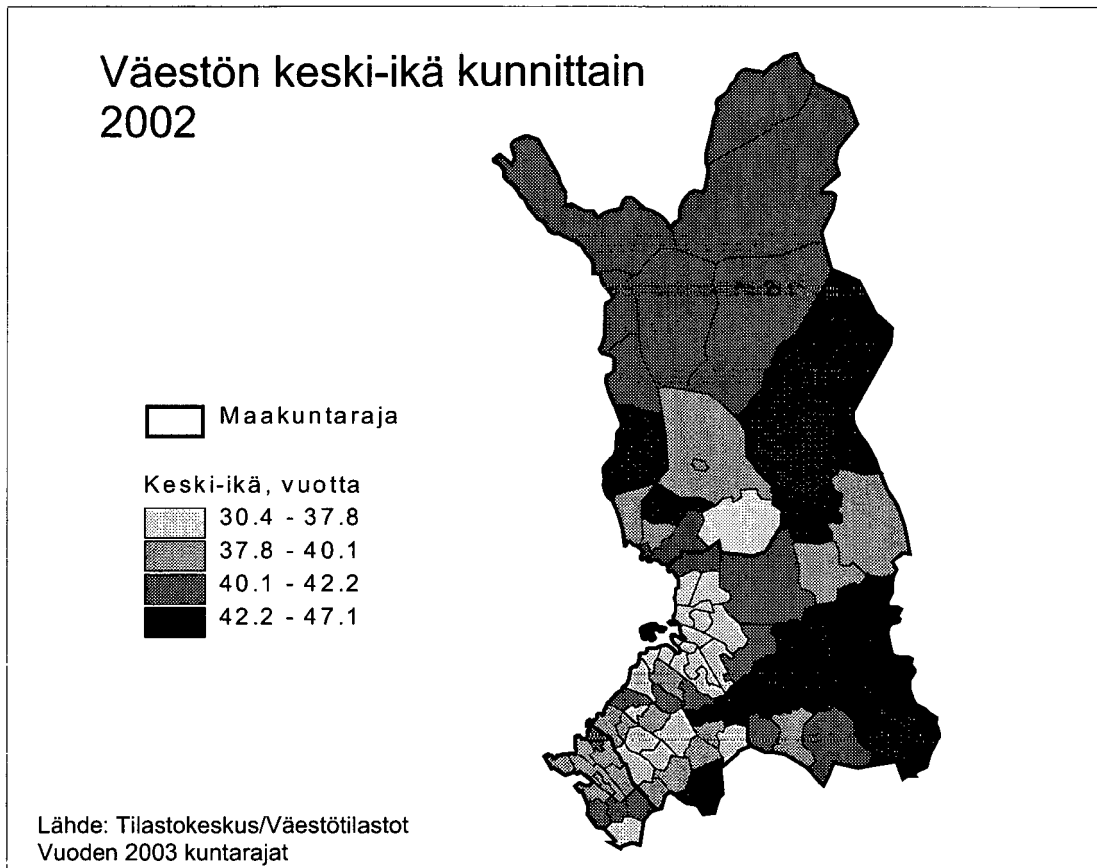 Väestön keski-ikä kunnittain
2002
Maakuntaraja
Keski-ikä, vuotta
30.4 - 37.8
37.8 - 40.1
40.1 - 42.2
42.2 - 47.1
Lähde: Tilastokeskus/Väestötilastot
Vuoden 2003 kuntarajat